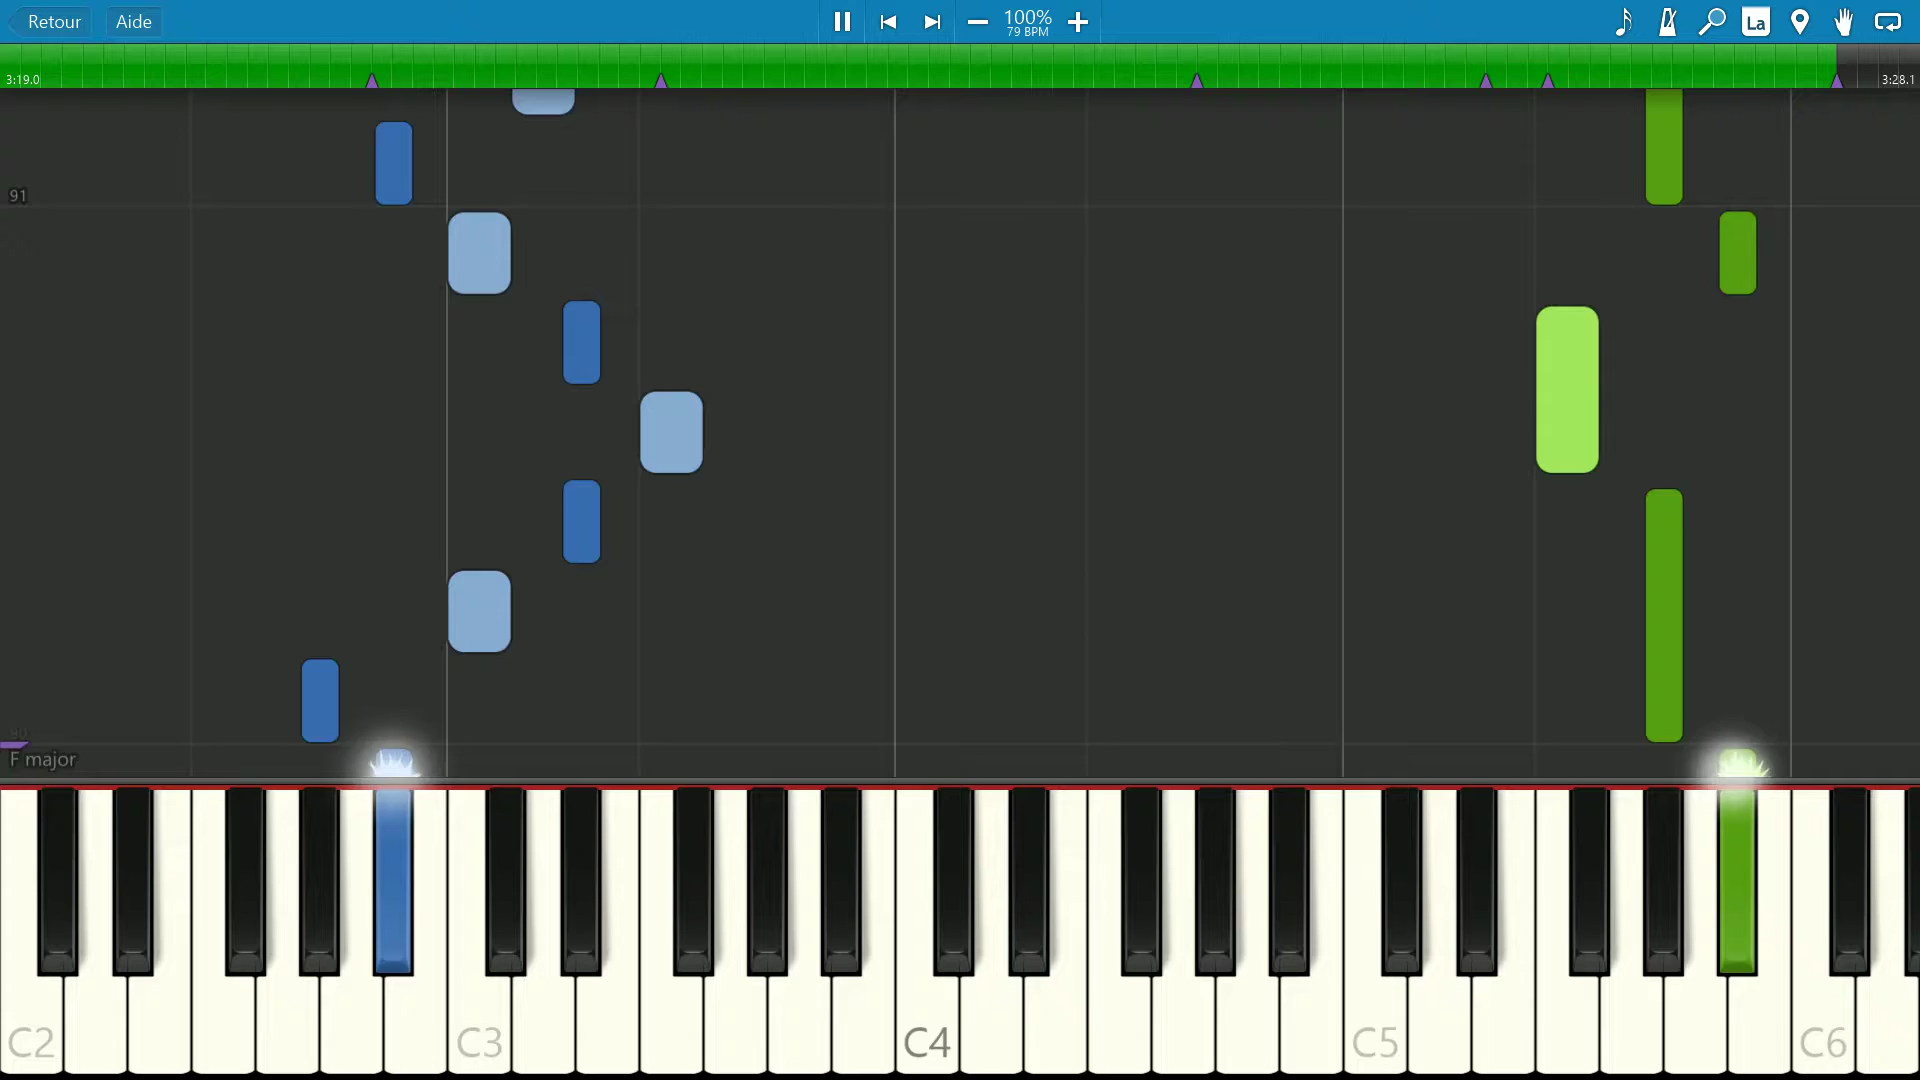 Retour
Aide
100%
79 BPM
La
3:19.0
3:28.1
91
90
F major
C2
C3
C4
C5
C6